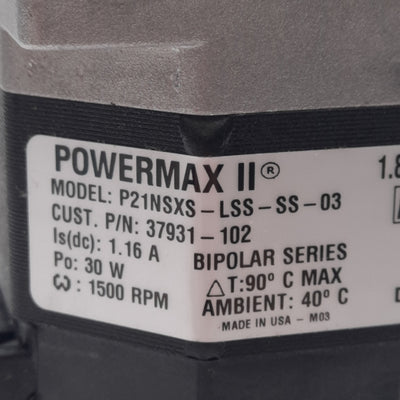 POWERMAX II®
1.8
MODEL: P21NSXS-LSS-SS-03
CUST. P/N: 37931-102
Is(dc): 1.16 A
BIPOLAR SERIES
Po: 30 W
△T:90° C MAX
ω: 1500 RPM
AMBIENT: 40° C
MADE IN USA - M03